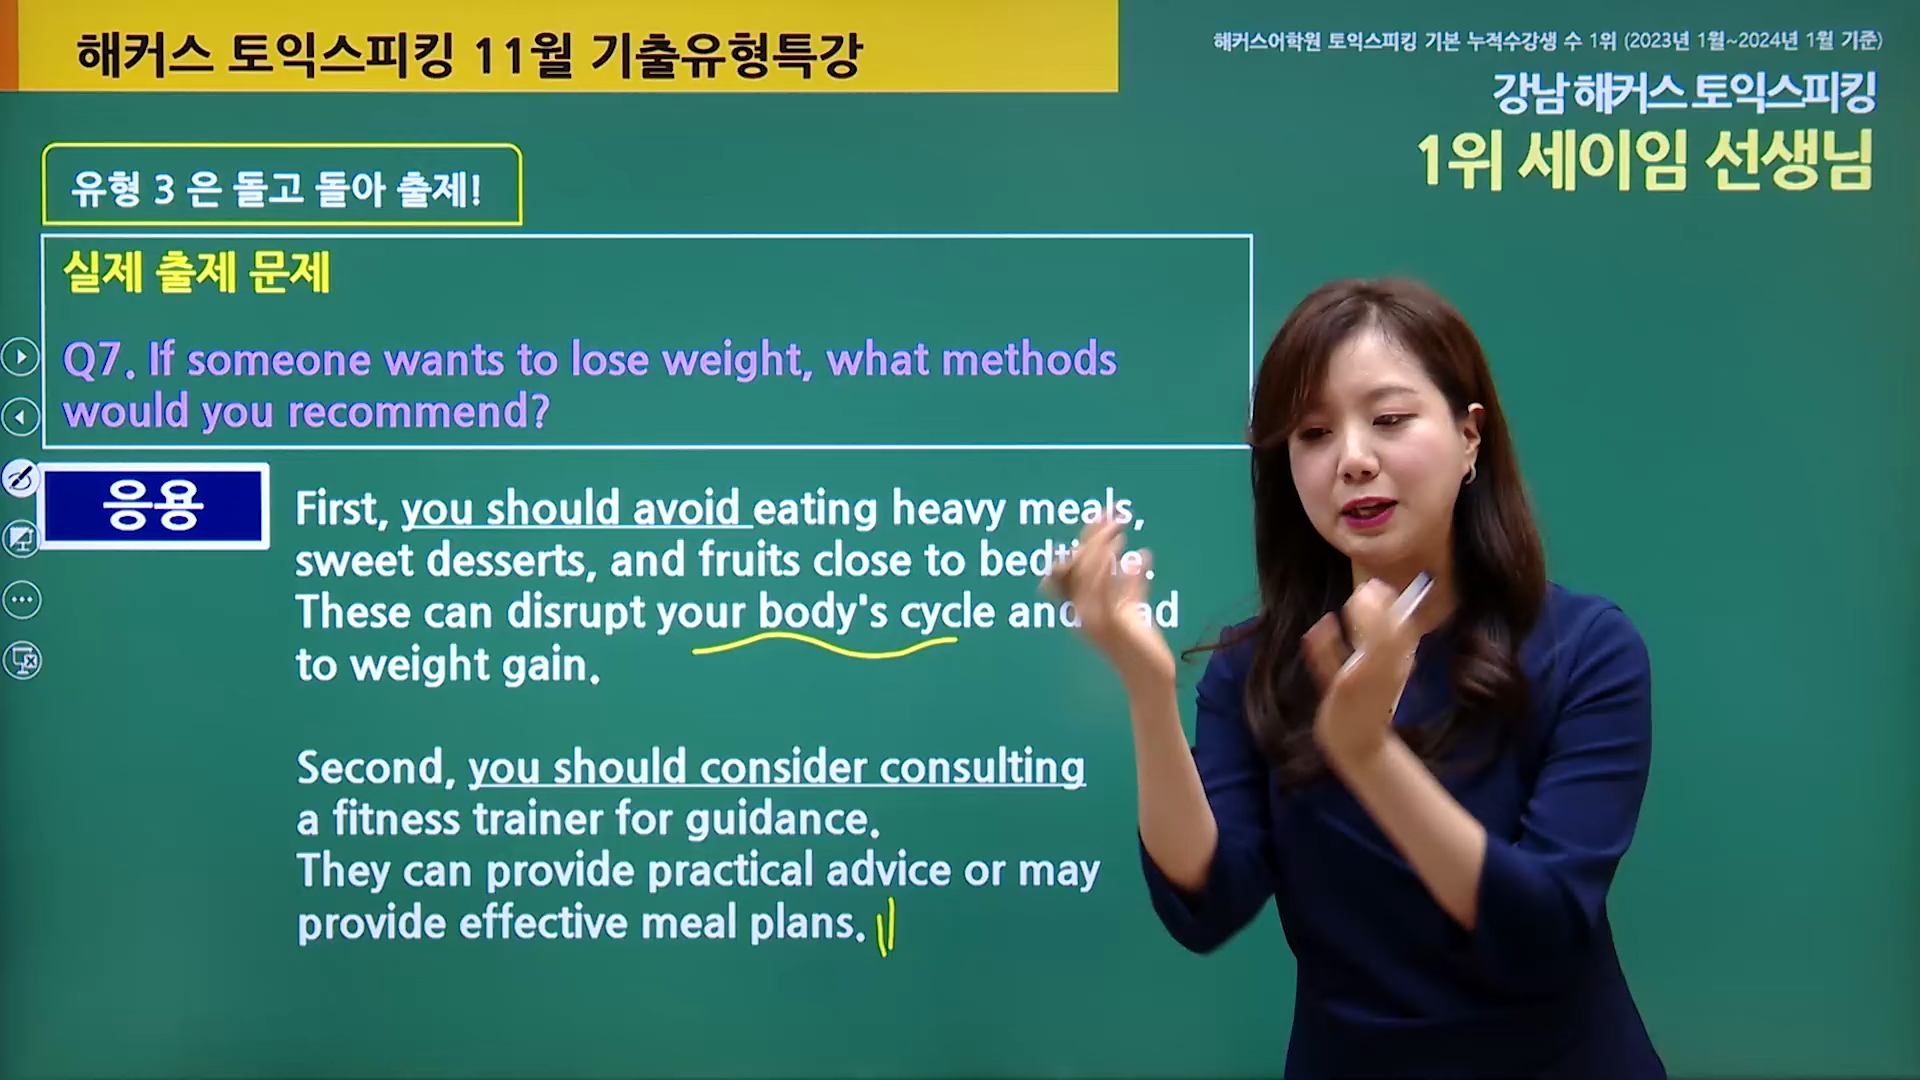 해커스 토익스피킹 11월 기출유형특강
해커스어학원 토익스피킹 기본 누적수강생 수 1위 (2023년 1월~2024년 1월 기준)
강남 해커스 토익스피킹
1위 세이임 선생님
유형 3 은 돌고 돌아 출제!
실제 출제 문제
Q7. If someone wants to lose weight, what methods
would you recommend?
응용
First, you should avoid eating heavy meals,
sweet desserts, and fruits close to
These can disrupt your body's cycle and
to weight gain.
Second, you should consider consulting
a fitness trainer for guidance.
They can provide practical advice or may
provide effective meal plans.